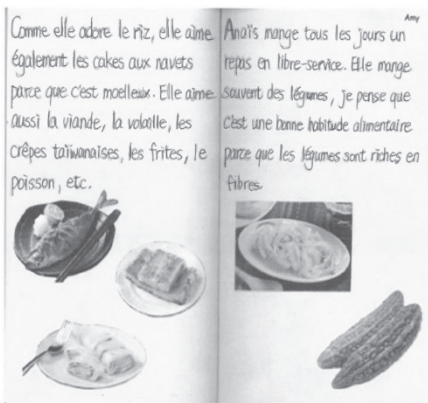 Comme elle adore le riz, elle aime
également les cakes aux navets
parce que c'est moelleux. Elle aime
aussi la viande, la volaille, les
crêpes taïwanaises, les frites, le
poisson, etc.
Amy
Anaïs mange tous les jours un
repas en libre-service. Elle mange
souvent des légumes, je pense que
c'est une bonne habitude alimentaire
parce que les légumes sont riches en
fibres.